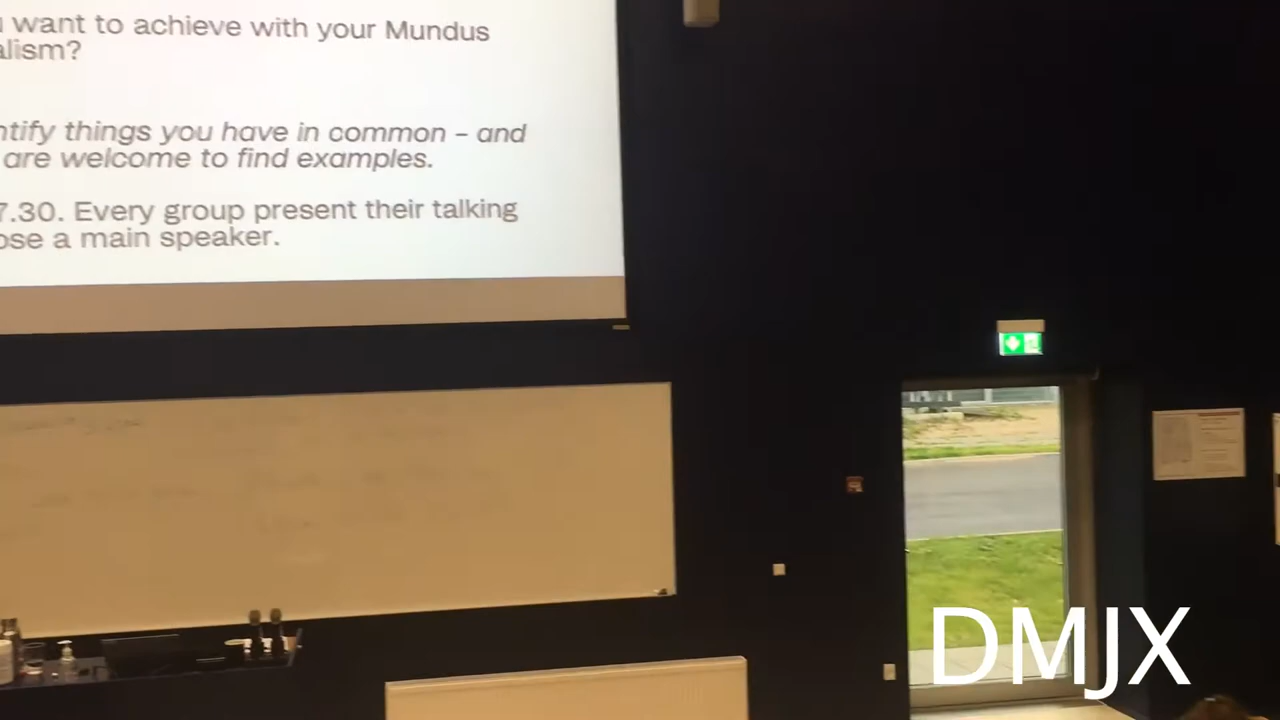 want to achieve with your Mundus
alism?
ntify things you have in common – and
are welcome to find examples.
7.30. Every group present their talking
ose a main speaker.
DMJX